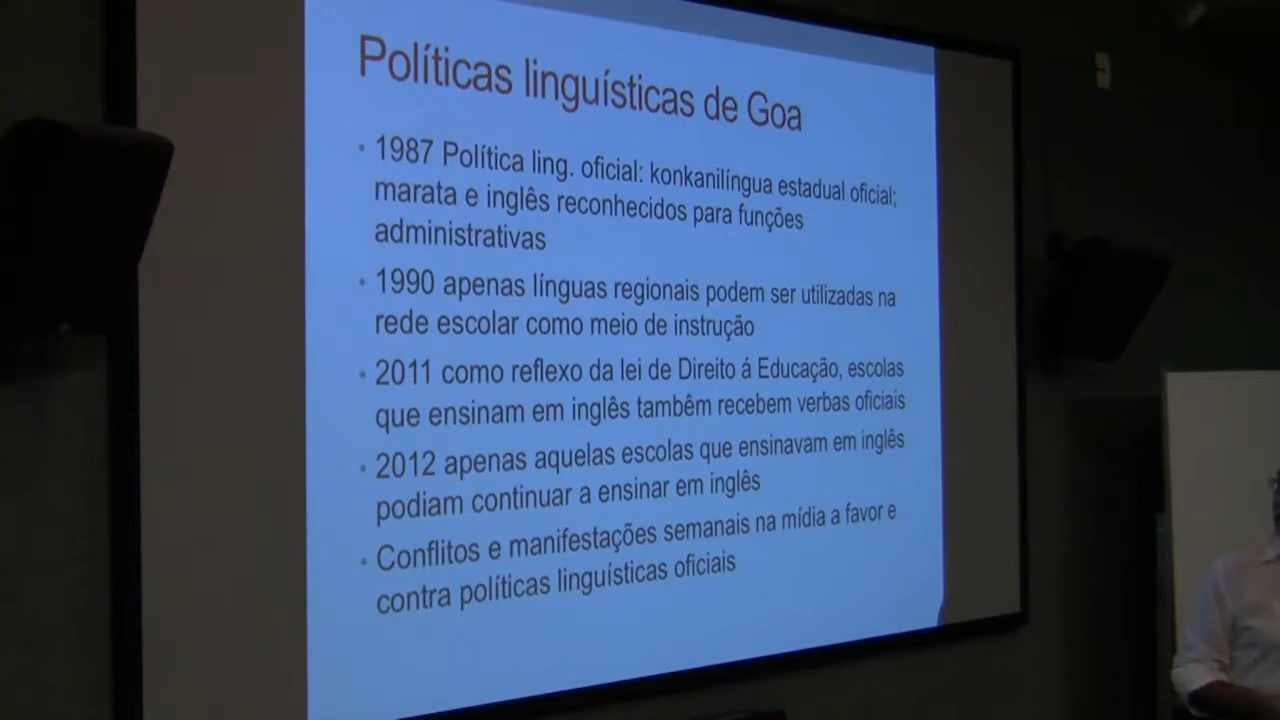 Políticas linguísticas de Goa
• 1987 Política ling. oficial: konkanilíngua estadual oficial;
marata e inglês reconhecidos para funções
administrativas
• 1990 apenas línguas regionais podem ser utilizadas na
rede escolar como meio de instrução
• 2011 como reflexo da lei de Direito á Educação, escolas
que ensinam em inglês tambêm recebem verbas oficiais
• 2012 apenas aquelas escolas que ensinavam em inglês
podiam continuar a ensinar em inglês
• Conflitos e manifestações semanais na mídia a favor e
contra políticas linguísticas oficiais